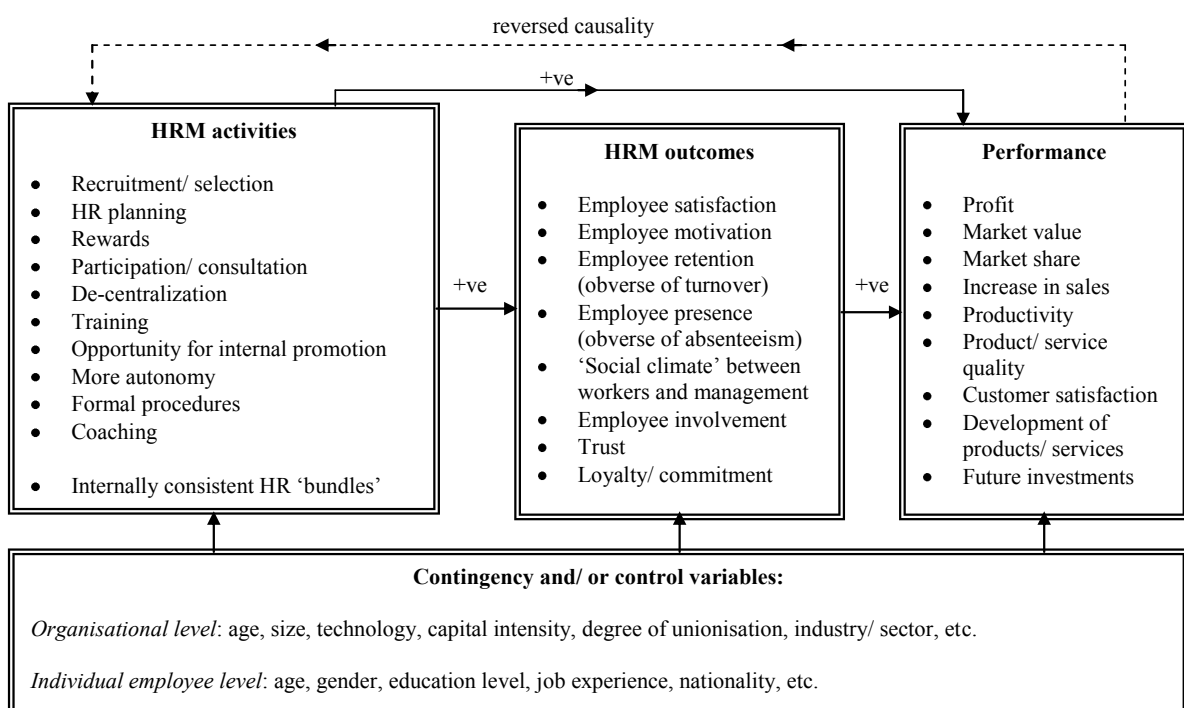 reversed causality
+ve
HRM activities
• Recruitment/ selection
• HR planning
• Rewards
• Participation/ consultation
• De-centralization
• Training
• Opportunity for internal promotion
• More autonomy
• Formal procedures
• Coaching
• Internally consistent HR ‘bundles’
+ve
HRM outcomes
• Employee satisfaction
• Employee motivation
• Employee retention
(obverse of turnover)
• Employee presence
(obverse of absenteeism)
• ‘Social climate’ between
workers and management
• Employee involvement
• Trust
• Loyalty/ commitment
+ve
Performance
• Profit
• Market value
• Market share
• Increase in sales
• Productivity
• Product/ service
quality
• Customer satisfaction
• Development of
products/ services
• Future investments
Contingency and/ or control variables:
Organisational level: age, size, technology, capital intensity, degree of unionisation, industry/ sector, etc.
Individual employee level: age, gender, education level, job experience, nationality, etc.